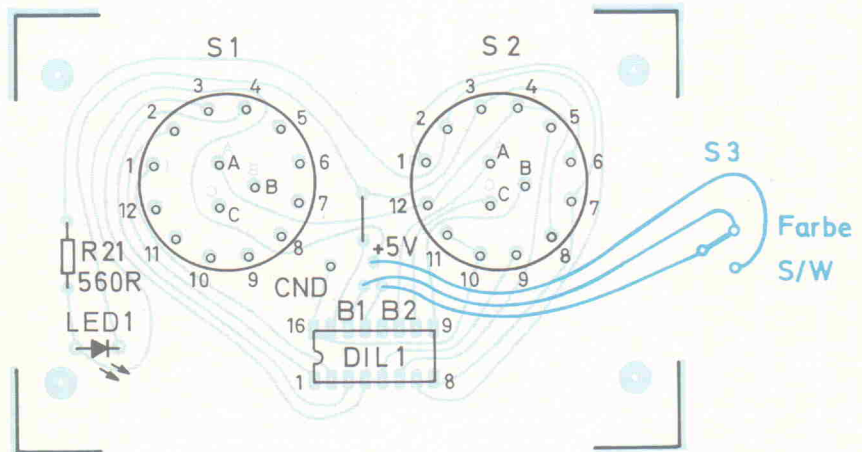 S1
S2
3 4
2 5
1 A 6
B
12 C 7
11 8
10 9
3 4
2 5
1 A 6
B
12 C 7
11 8
10 9
S3
Farbe
S/W
R21
560R
LED1
+5V
CND
B1 B2
16 9
DIL1
1 8